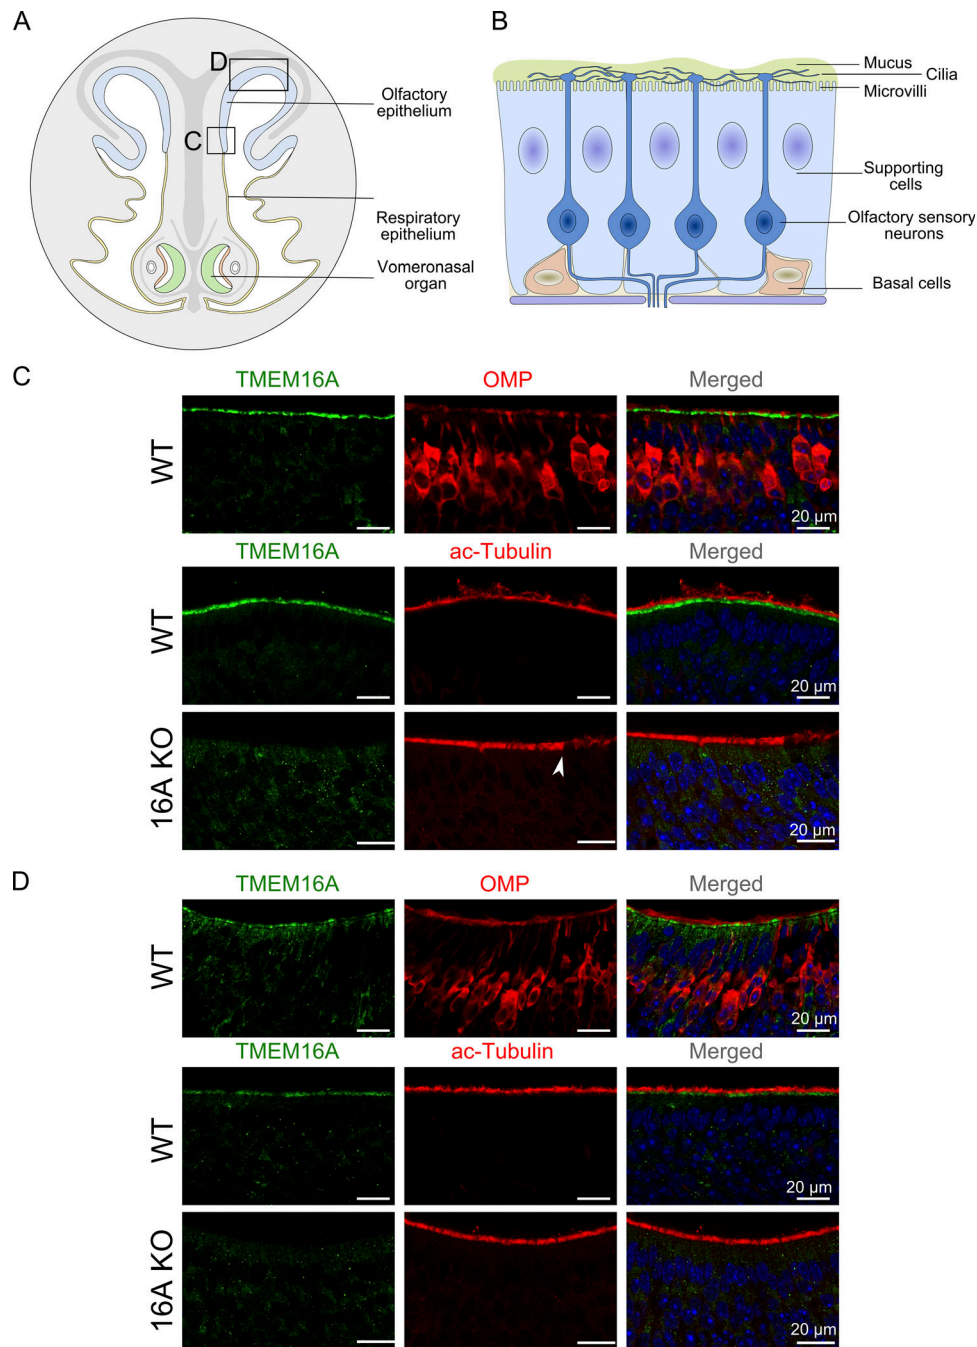 A
D
C
Olfactory
epithelium
Respiratory
epithelium
Vomeronasal
organ
B
Mucus
Cilia
Microvilli
Supporting
cells
Olfactory sensory
neurons
Basal cells
C
TMEM16A OMP Merged
WT
20 µm
TMEM16A ac-Tubulin Merged
WT
20 µm
16A KO
20 µm
D
TMEM16A OMP Merged
WT
20 µm
TMEM16A ac-Tubulin Merged
WT
20 µm
16A KO
20 µm